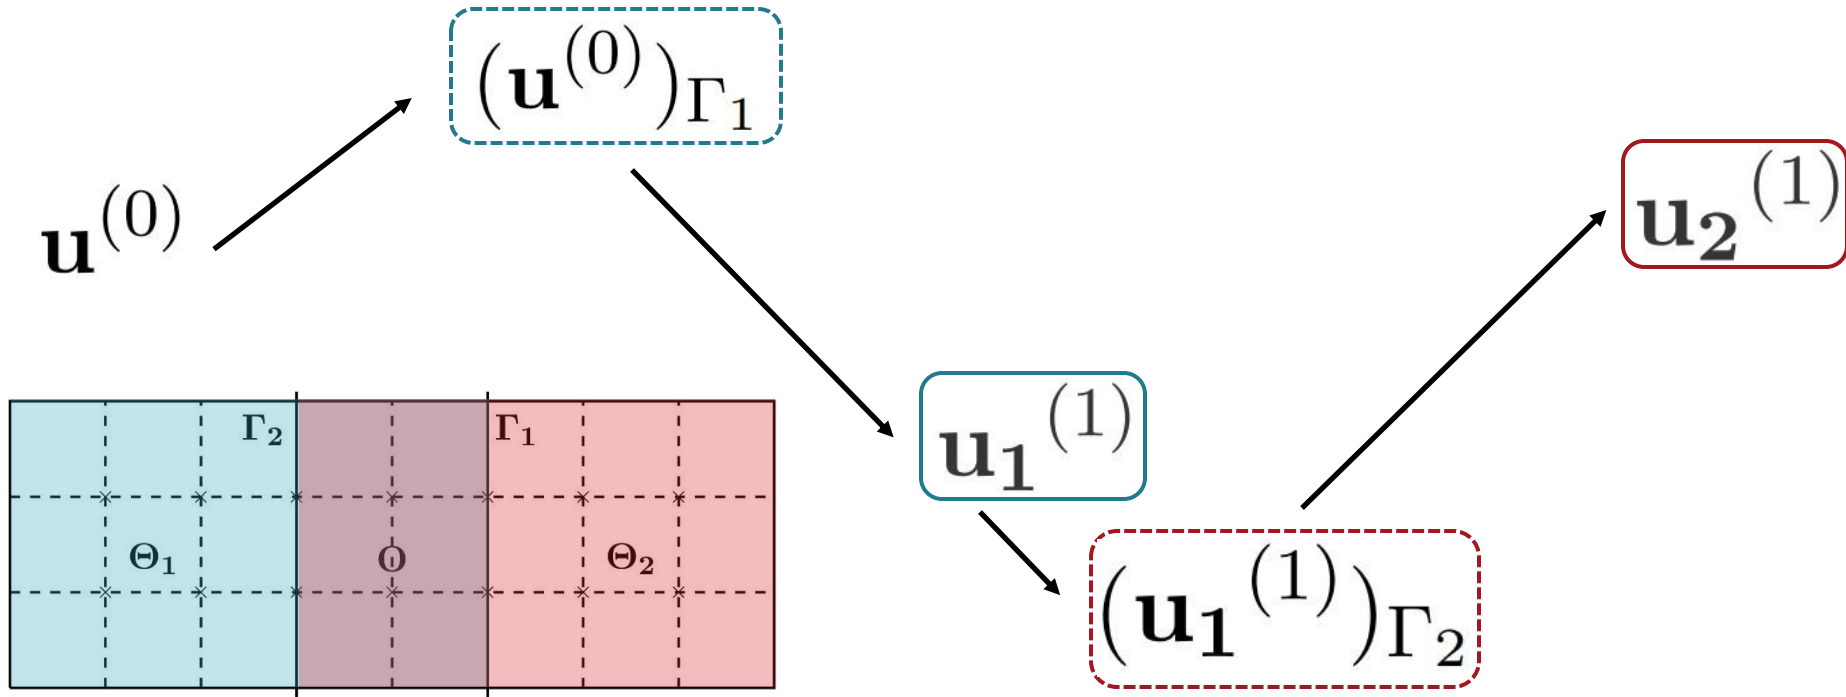 (𝐮^(0))_Γ₁
𝐮^(0)
𝐮₂^(1)
𝐮₁^(1)
(𝐮₁^(1))_Γ₂
Γ₂ Γ₁
Θ₁ O Θ₂